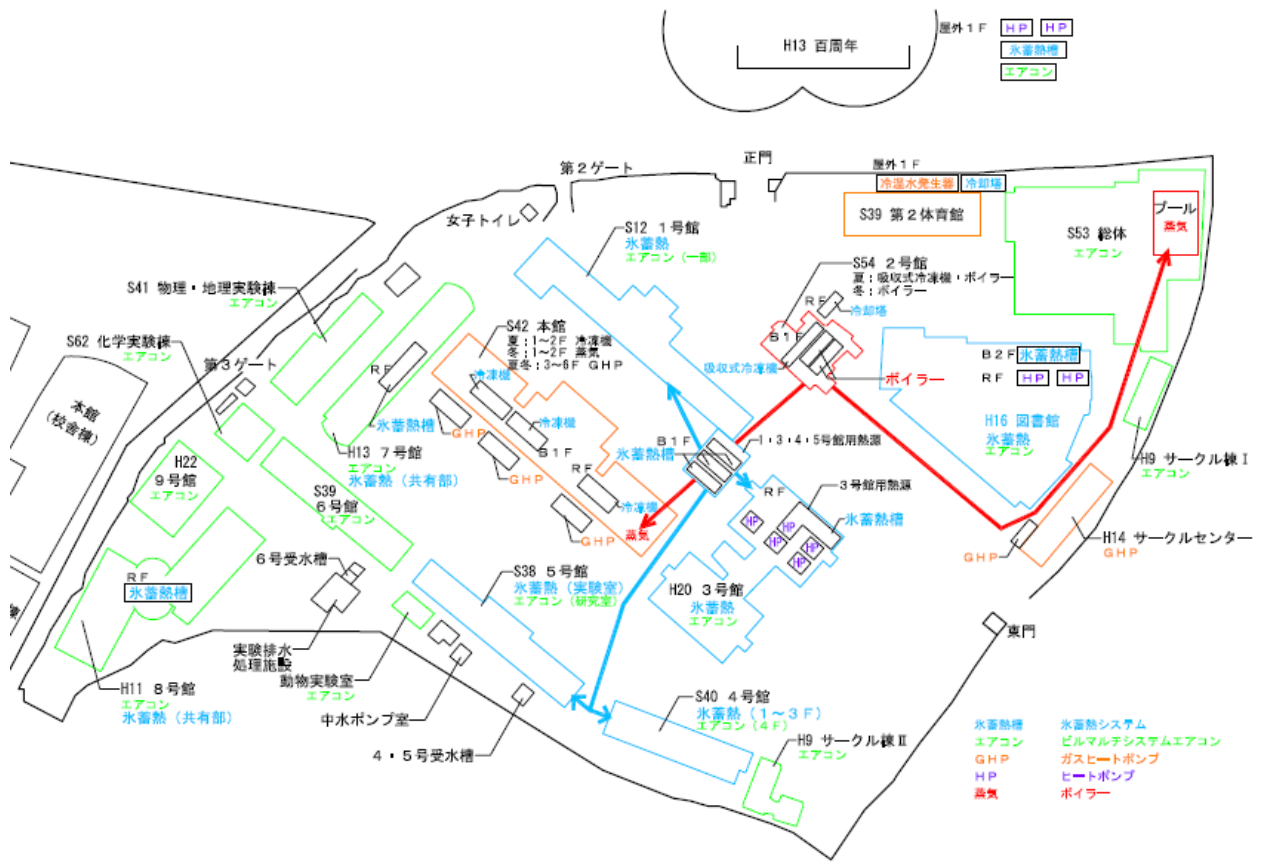 H13 百周年
屋外1F
HP HP
氷蓄熱槽
エアコン
正門
第2ゲート
女子トイレ
屋外1F
冷温水発生器 冷却塔
S39 第2体育館
プール
蒸気
S53 総体
エアコン
S12 1号館
氷蓄熱
エアコン(一部)
S54 2号館
夏:吸収式冷凍機・ボイラー
冬:ボイラー
RF
冷却塔
B1F
吸収式冷凍機
ボイラー
S41 物理・地理実験棟
エアコン
S62 化学実験棟
エアコン
第3ゲート
S42 本館
夏:1~2F 冷凍機
冬:1~2F 蒸気
夏冬:3~6F GHP
RF
冷凍機
冷凍機
B1F
GHP
GHP
RF
冷凍機
GHP
蒸気
氷蓄熱槽
H13 7号館
エアコン
氷蓄熱(共有部)
B2F 氷蓄熱槽
RF HP HP
H16 図書館
氷蓄熱
エアコン
H9 サークル棟Ⅰ
エアコン
本館
(校舎棟)
B1F
氷蓄熱槽
1・3・4・5号館用熱源
RF
3号館用熱源
氷蓄熱槽
HP
HP
HP
HP
HP
H20 3号館
氷蓄熱
エアコン
GHP
H14 サークルセンター
GHP
H22
9号館
エアコン
S39
6号館
エアコン
6号受水槽
RF
氷蓄熱槽
S38 5号館
氷蓄熱(実験室)
エアコン(研究室)
東門
棟
実験排水
処理施設
動物実験室
エアコン
H11 8号館
エアコン
氷蓄熱(共有部)
中水ポンプ室
4・5号受水槽
S40 4号館
氷蓄熱(1~3F)
エアコン(4F)
H9 サークル棟Ⅱ
エアコン
氷蓄熱槽 氷蓄熱システム
エアコン ビルマルチシステムエアコン
GHP ガスヒートポンプ
HP ヒートポンプ
蒸気 ボイラー